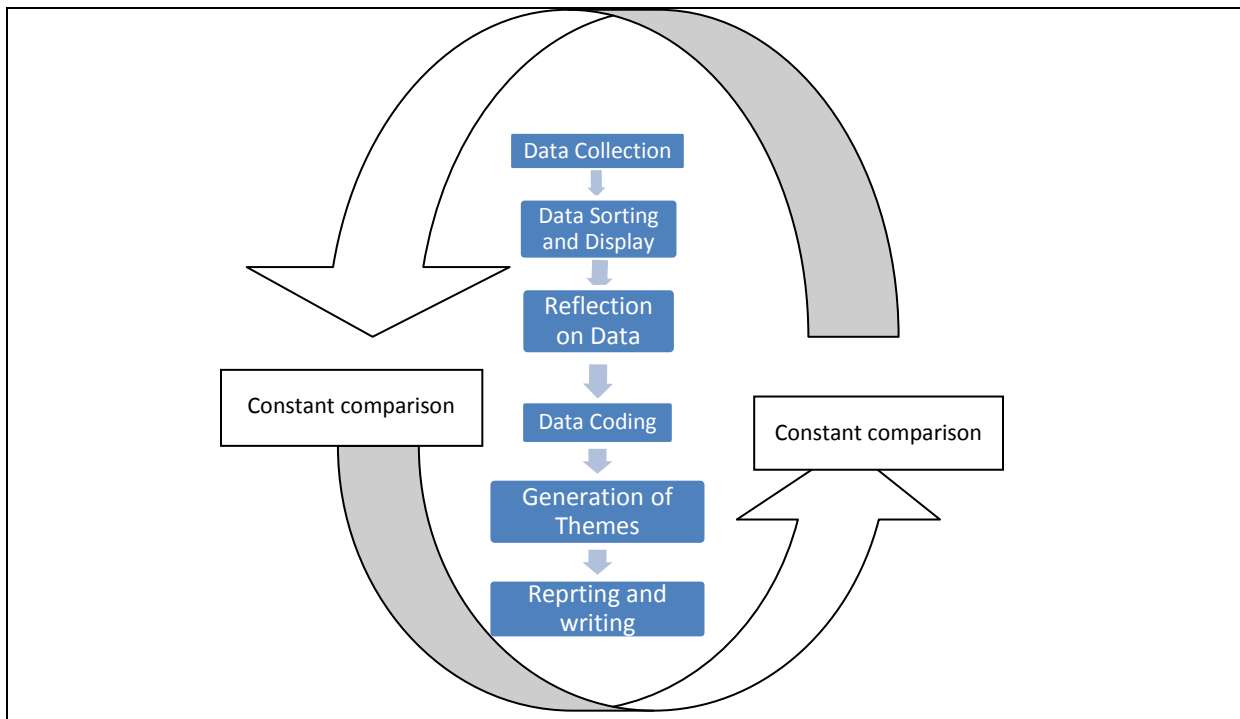 Data Collection
Data Sorting
and Display
Reflection
on Data
Constant comparison
Data Coding
Constant comparison
Generation of
Themes
Reprting and
writing